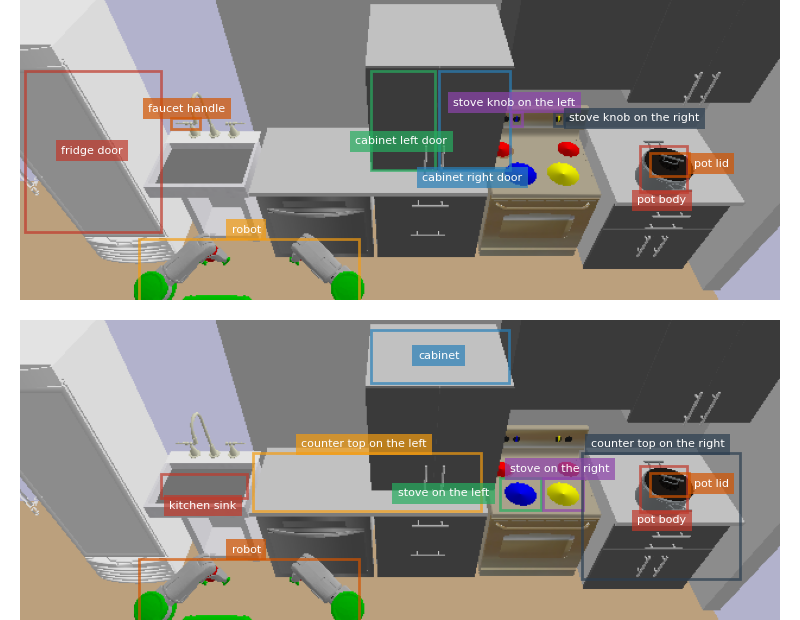 faucet handle
stove knob on the left
stove knob on the right
cabinet left door
fridge door
pot lid
cabinet right door
pot body
robot
cabinet
counter top on the left
counter top on the right
stove on the right
pot lid
stove on the left
kitchen sink
pot body
robot